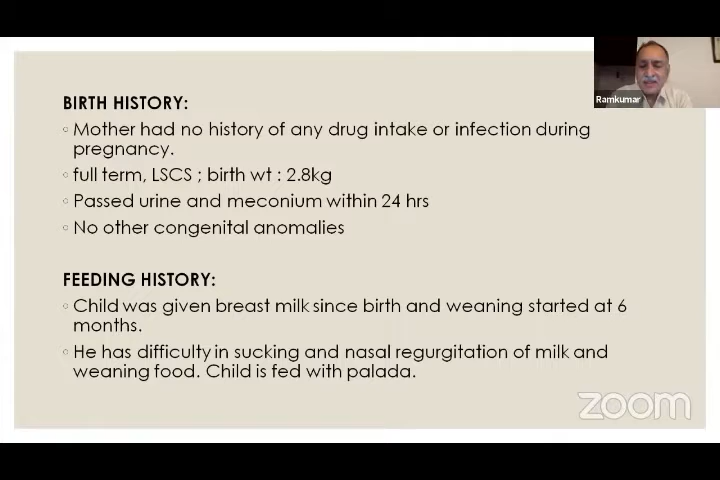 BIRTH HISTORY:
◦ Mother had no history of any drug intake or infection during
pregnancy.
◦ full term, LSCS ; birth wt : 2.8kg
◦ Passed urine and meconium within 24 hrs
◦ No other congenital anomalies
FEEDING HISTORY:
◦ Child was given breast milk since birth and weaning started at 6
months.
◦ He has difficulty in sucking and nasal regurgitation of milk and
weaning food. Child is fed with palada.
Ramkumar
zoom